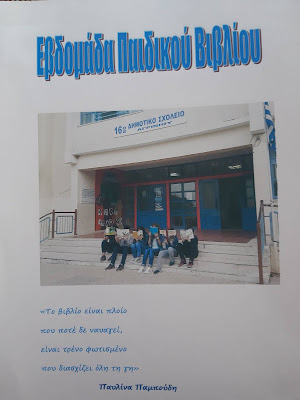 Εβδομάδα Παιδικού Βιβλίου
16ο ΔΗΜΟΤΙΚΟ ΣΧΟΛΕΙΟ
ΑΓΡΙΝΙΟΥ
«Το βιβλίο είναι πλοίο
που ποτέ δε ναυαγεί,
είναι τρένο φωτισμένο
που διασχίζει όλη τη γη»
Παυλίνα Παμπούδη